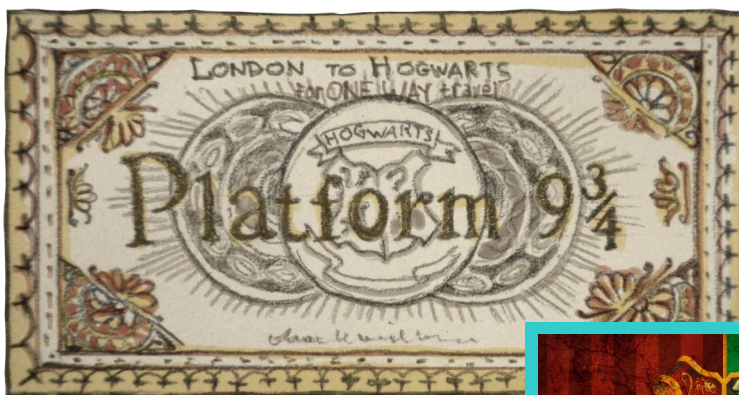 LONDON TO HOGWARTS
For ONE WAY travel
HOGWARTS
Platform 9¾